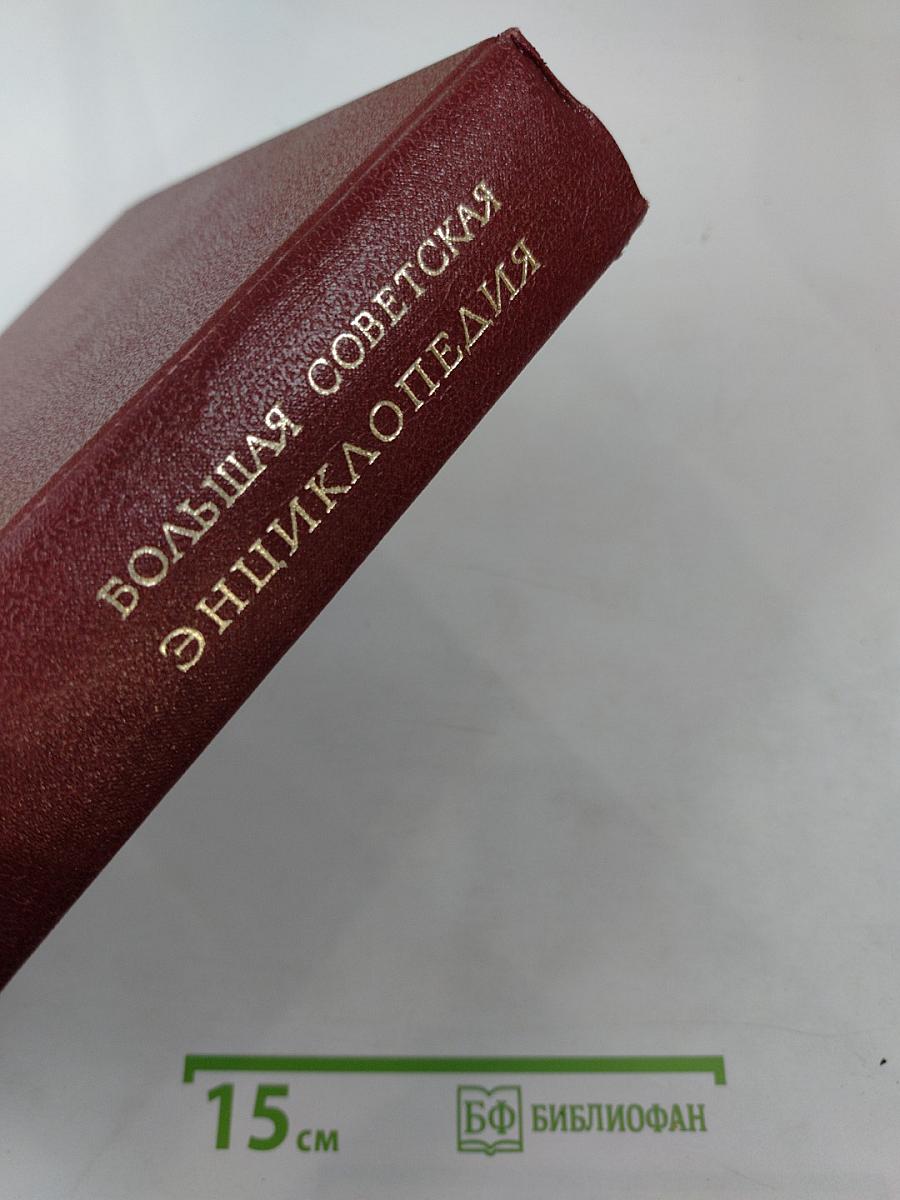 БОЛЬШАЯ СОВЕТСКАЯ
ЭНЦИКЛОПЕДИЯ
15 см
БФ БИБЛИОФАН